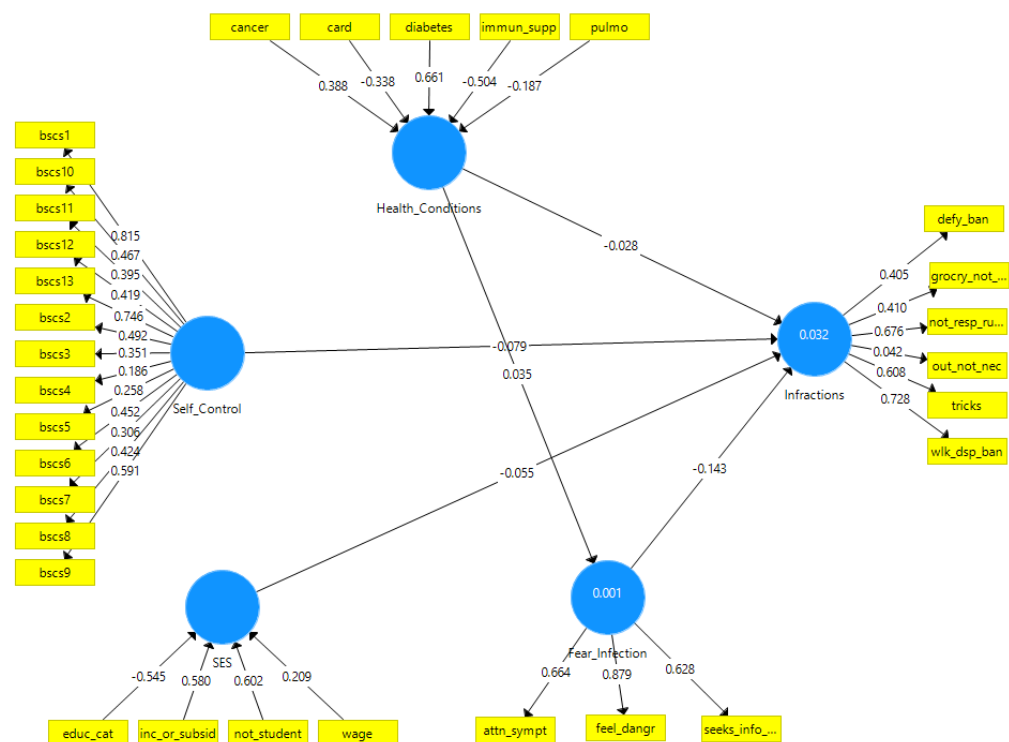 cancer
card
diabetes
immun_supp
pulmo
0.388
-0.338
0.661
-0.504
-0.187
Health_Conditions
bscs1
bscs10
bscs11
bscs12
bscs13
bscs2
bscs3
bscs4
bscs5
bscs6
bscs7
bscs8
bscs9
0.815
0.467
0.395
0.419
0.746
0.492
0.351
0.186
0.258
0.452
0.306
0.424
0.591
Self_Control
-0.028
-0.079
0.035
-0.055
-0.143
0.032
Infractions
defy_ban
grocry_not_...
not_resp_ru...
out_not_nec
tricks
wlk_dsp_ban
0.405
0.410
0.676
0.042
0.608
0.728
SES
-0.545
0.580
0.602
0.209
educ_cat
inc_or_subsid
not_student
wage
0.001
Fear_Infection
0.664
0.879
0.628
attn_sympt
feel_dangr
seeks_info_...